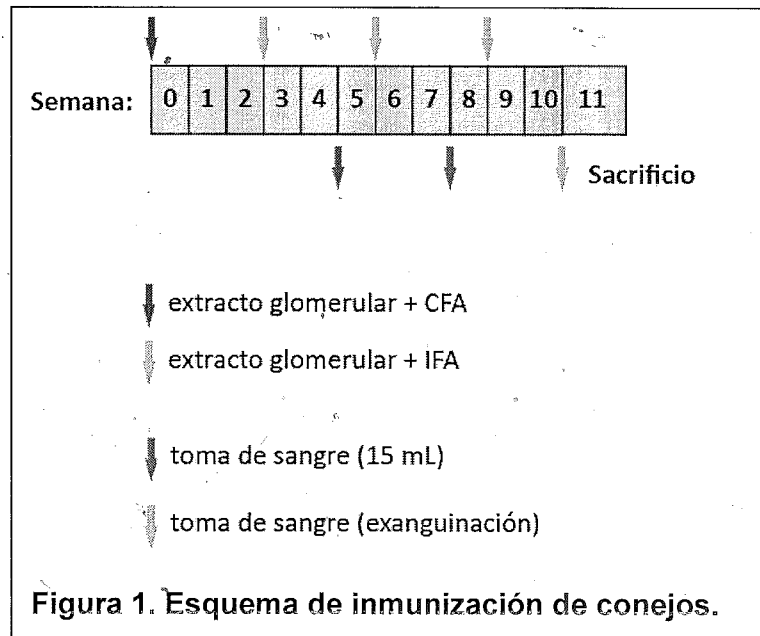 Semana: 0 1 2 3 4 5 6 7 8 9 10 11
Sacrificio
extracto glomerular + CFA
extracto glomerular + IFA
toma de sangre (15 mL)
toma de sangre (exanguinación)
Figura 1. Esquema de inmunización de conejos.